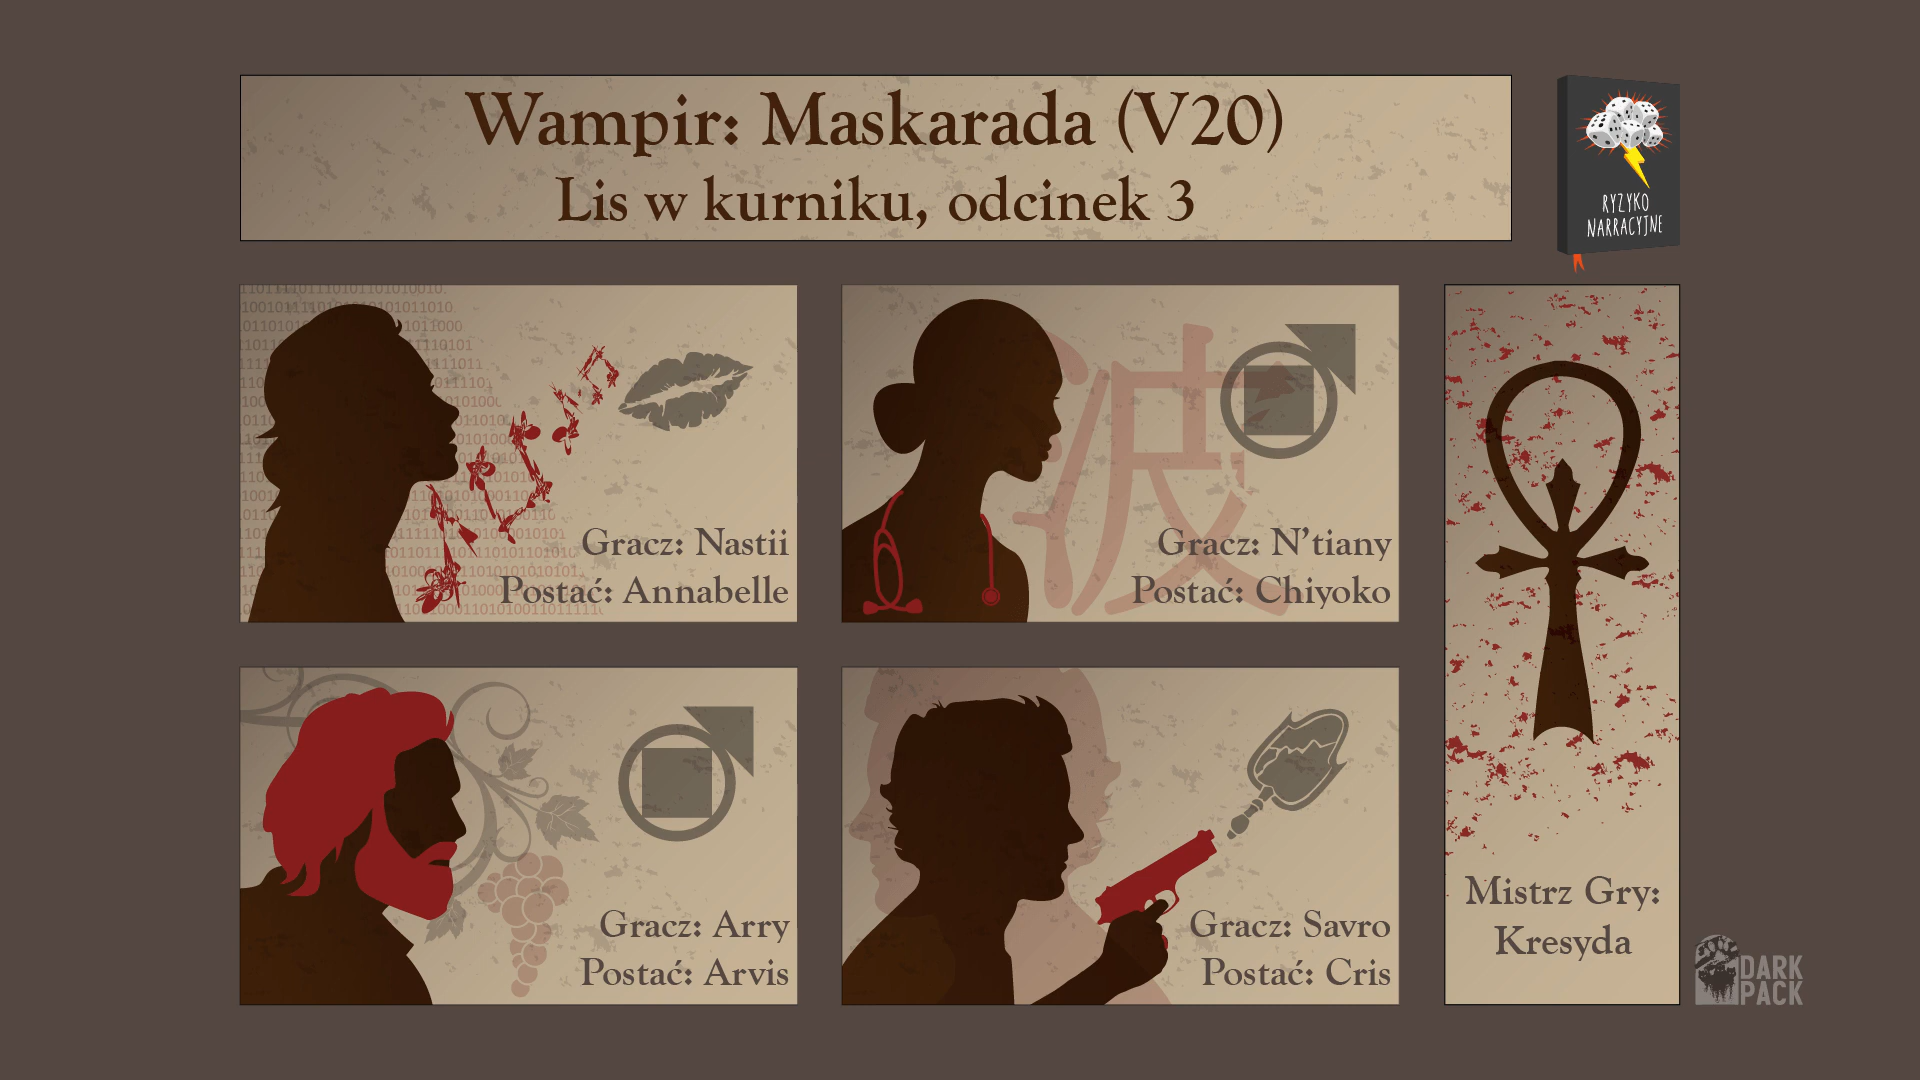 Wampir: Maskarada (V20)
Lis w kurniku, odcinek 3
RYZYKO
NARRACYJNE
Gracz: Nastii
Postać: Annabelle
波
Gracz: N'tiany
Postać: Chiyoko
Gracz: Arry
Postać: Arvis
Gracz: Savro
Postać: Cris
Mistrz Gry:
Kresyda
DARK
PACK